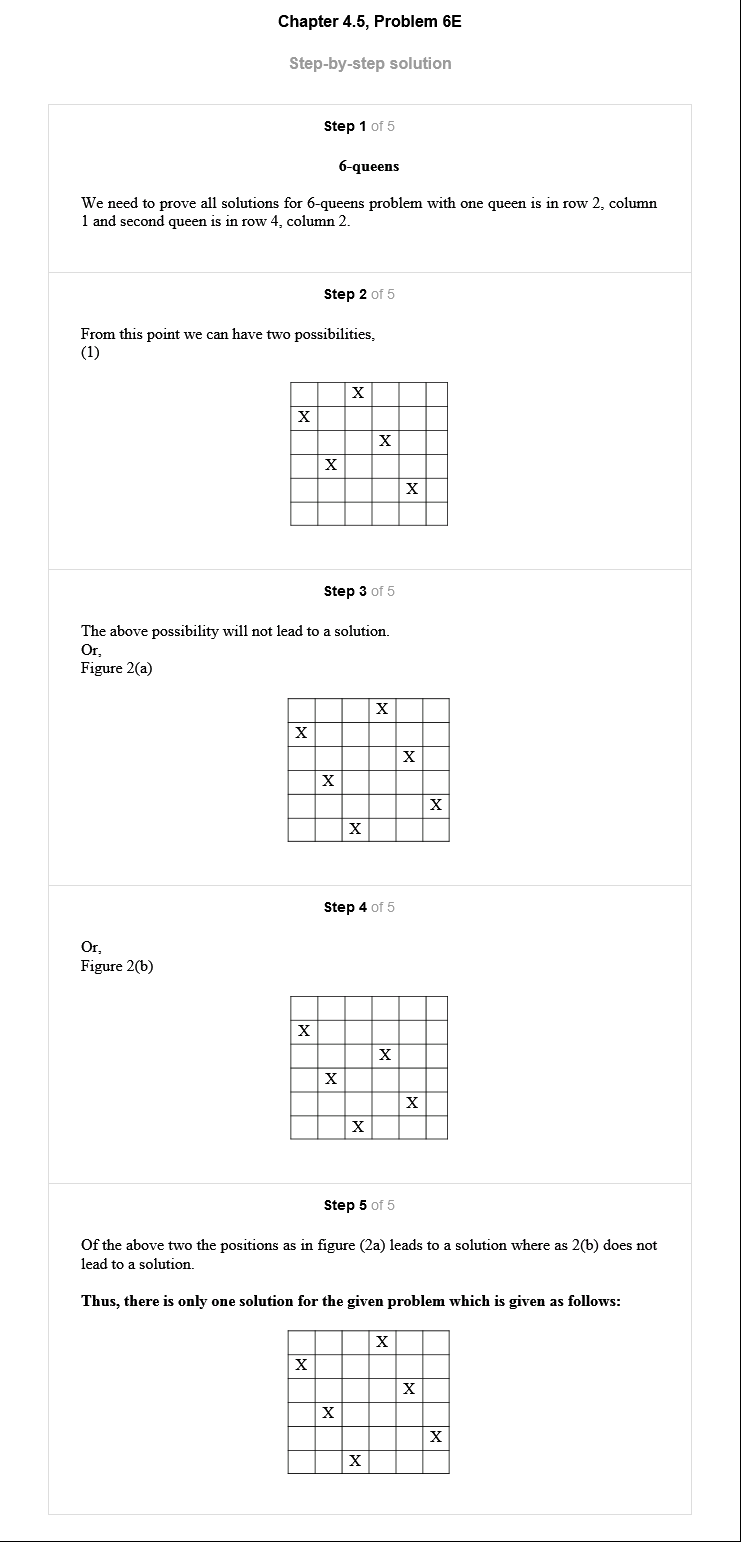 Chapter 4.5, Problem 6E
Step-by-step solution
Step 1 of 5
6-queens
We need to prove all solutions for 6-queens problem with one queen is in row 2, column
1 and second queen is in row 4, column 2.
Step 2 of 5
From this point we can have two possibilities,
(1)
X
X
X
X
X
Step 3 of 5
The above possibility will not lead to a solution.
Or,
Figure 2(a)
X
X
X
X
X
X
Step 4 of 5
Or,
Figure 2(b)
X
X
X
X
X
Step 5 of 5
Of the above two the positions as in figure (2a) leads to a solution where as 2(b) does not
lead to a solution.
Thus, there is only one solution for the given problem which is given as follows:
X
X
X
X
X
X